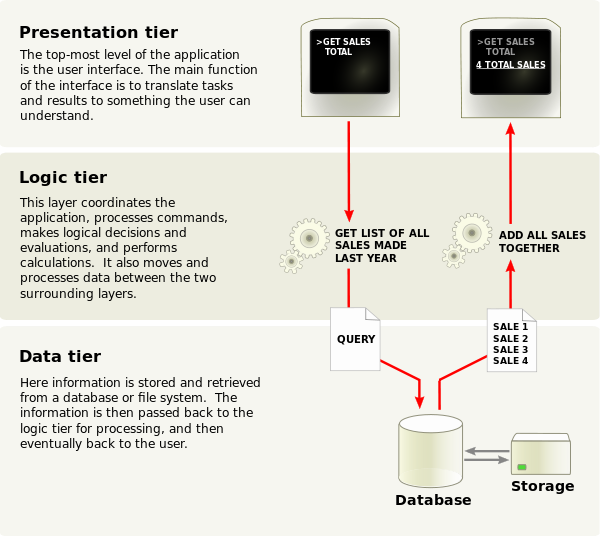 Presentation tier
The top-most level of the application
is the user interface. The main function
of the interface is to translate tasks
and results to something the user can
understand.
>GET SALES
TOTAL
>GET SALES
TOTAL
4 TOTAL SALES
Logic tier
This layer coordinates the
application, processes commands,
makes logical decisions and
evaluations, and performs
calculations.  It also moves and
processes data between the two
surrounding layers.
GET LIST OF ALL
SALES MADE
LAST YEAR
ADD ALL SALES
TOGETHER
Data tier
Here information is stored and retrieved
from a database or file system.  The
information is then passed back to the
logic tier for processing, and then
eventually back to the user.
QUERY
SALE 1
SALE 2
SALE 3
SALE 4
Database
Storage